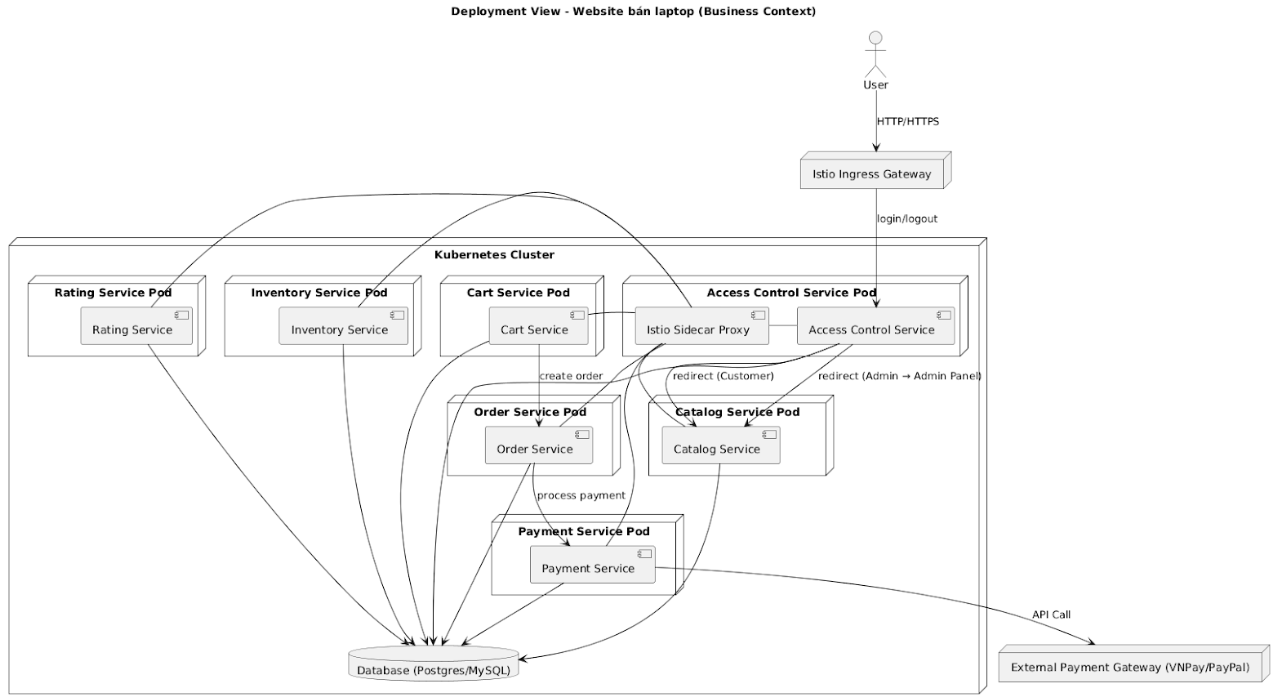 Deployment View - Website bán laptop (Business Context)
User
HTTP/HTTPS
Istio Ingress Gateway
login/logout
Kubernetes Cluster
Rating Service Pod
Inventory Service Pod
Cart Service Pod
Access Control Service Pod
Rating Service
Inventory Service
Cart Service
Istio Sidecar Proxy
Access Control Service
create order
redirect (Customer)
redirect (Admin → Admin Panel)
Order Service Pod
Catalog Service Pod
Order Service
Catalog Service
process payment
Payment Service Pod
Payment Service
API Call
Database (Postgres/MySQL)
External Payment Gateway (VNPay/PayPal)